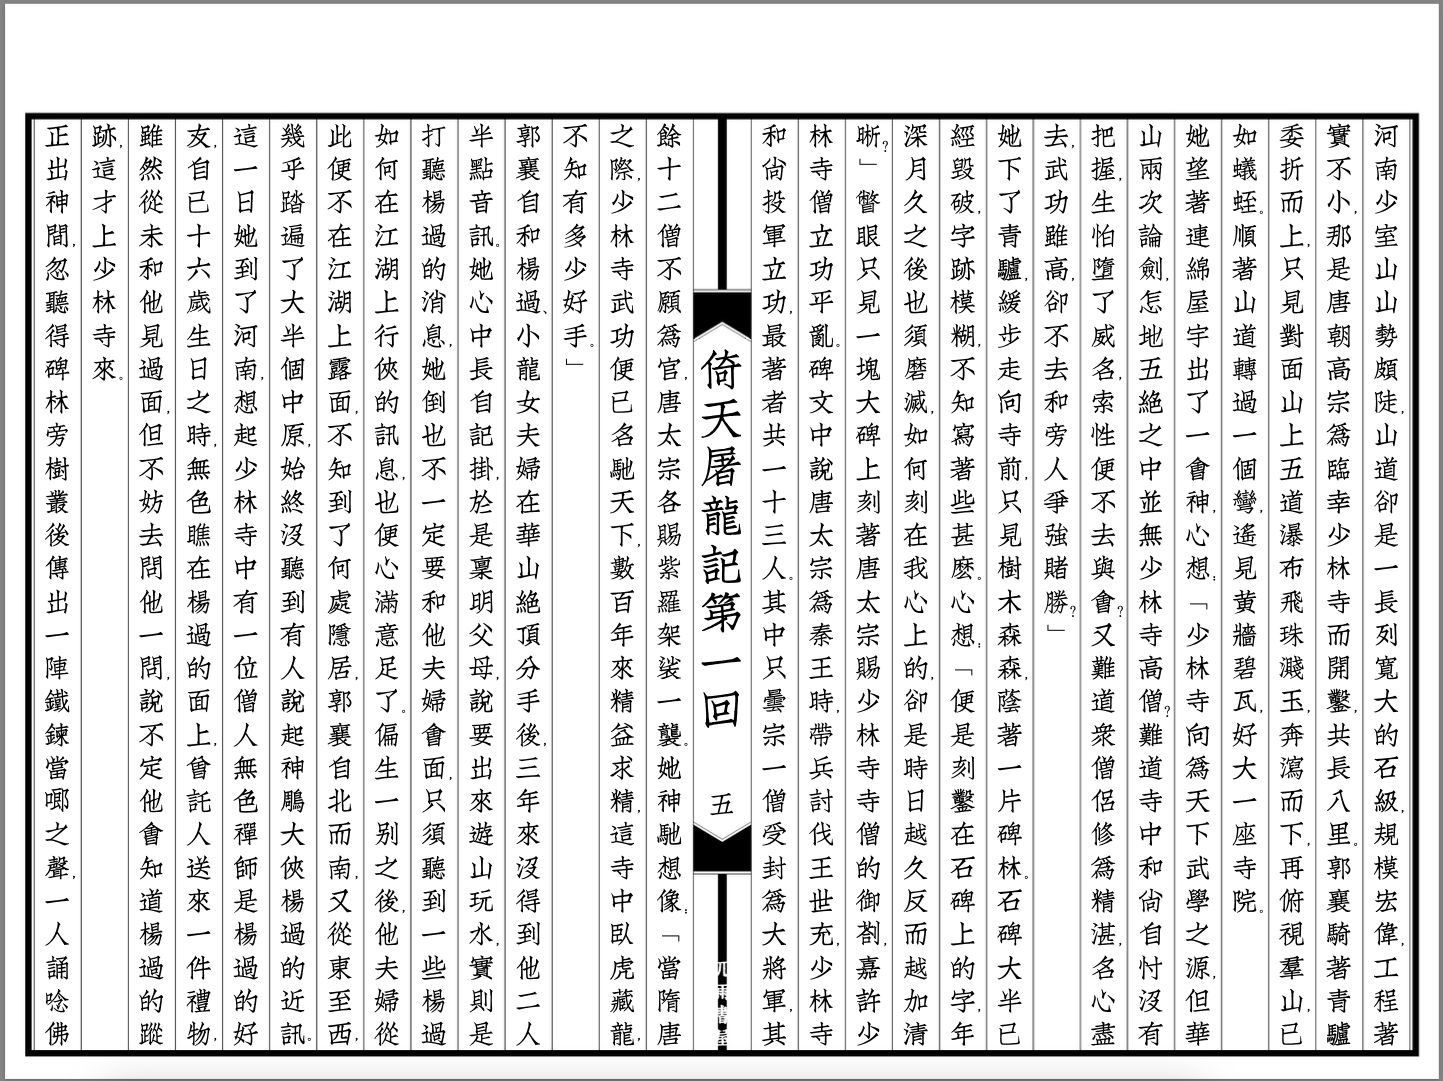 河南少室山山勢頗陡，山道卻是一長列寬大的石級，規模宏偉，工程著
實不小，那是唐朝高宗爲臨幸少林寺而開鑿，共長八里。郭襄騎著青驢
委折而上，只見對面山上五道瀑布飛珠濺玉，奔瀉而下，再俯視羣山，已
如蟻蛭。順著山道轉過一個彎，遙見黃牆碧瓦，好大一座寺院。
她望著連綿屋宇出了一會神，心想：「少林寺向爲天下武學之源，但華
山兩次論劍，怎地五絕之中並無少林寺高僧？難道寺中和尚自忖沒有
把握，生怕墮了威名，索性便不去與會？又難道衆僧侶修爲精湛，名心盡
去，武功雖高，卻不去和旁人爭強賭勝？」
她下了青驢，緩步走向寺前，只見樹木森森，蔭著一片碑林。石碑大半已
經毀破，字跡模糊，不知寫著些甚麽。心想：「便是刻鑿在石碑上的字，年
深月久之後也須磨滅，如何刻在我心上的，卻是時日越久反而越加清
晰？」瞥眼只見一塊大碑上刻著唐太宗賜少林寺寺僧的御劄，嘉許少
林寺僧立功平亂。碑文中說唐太宗爲秦王時，帶兵討伐王世充，少林寺
和尚投軍立功，最著者共一十三人。其中只曇宗一僧受封爲大將軍，其
倚天屠龍記第一回
五
餘十二僧不願爲官，唐太宗各賜紫羅架裟一襲。她神馳想像：「當隋唐
之際，少林寺武功便已名馳天下，數百年來精益求精，這寺中臥虎藏龍，
不知有多少好手。」
郭襄自和楊過、小龍女夫婦在華山絕頂分手後，三年來沒得到他二人
半點音訊。她心中長自記掛，於是稟明父母，說要出來遊山玩水，實則是
打聽楊過的消息，她倒也不一定要和他夫婦會面，只須聽到一些楊過
如何在江湖上行俠的訊息，也便心滿意足了。偏生一別之後，他夫婦從
此便不在江湖上露面，不知到了何處隱居，郭襄自北而南，又從東至西，
幾乎踏遍了大半個中原，始終沒聽到有人說起神鵰大俠楊過的近訊。
這一日她到了河南，想起少林寺中有一位僧人無色禪師是楊過的好
友，自己十六歲生日之時，無色瞧在楊過的面上，曾託人送來一件禮物，
雖然從未和他見過面，但不妨去問他一問，說不定他會知道楊過的蹤
跡，這才上少林寺來。
正出神間，忽聽得碑林旁樹叢後傳出一陣鐵鍊當啷之聲，一人誦唸佛